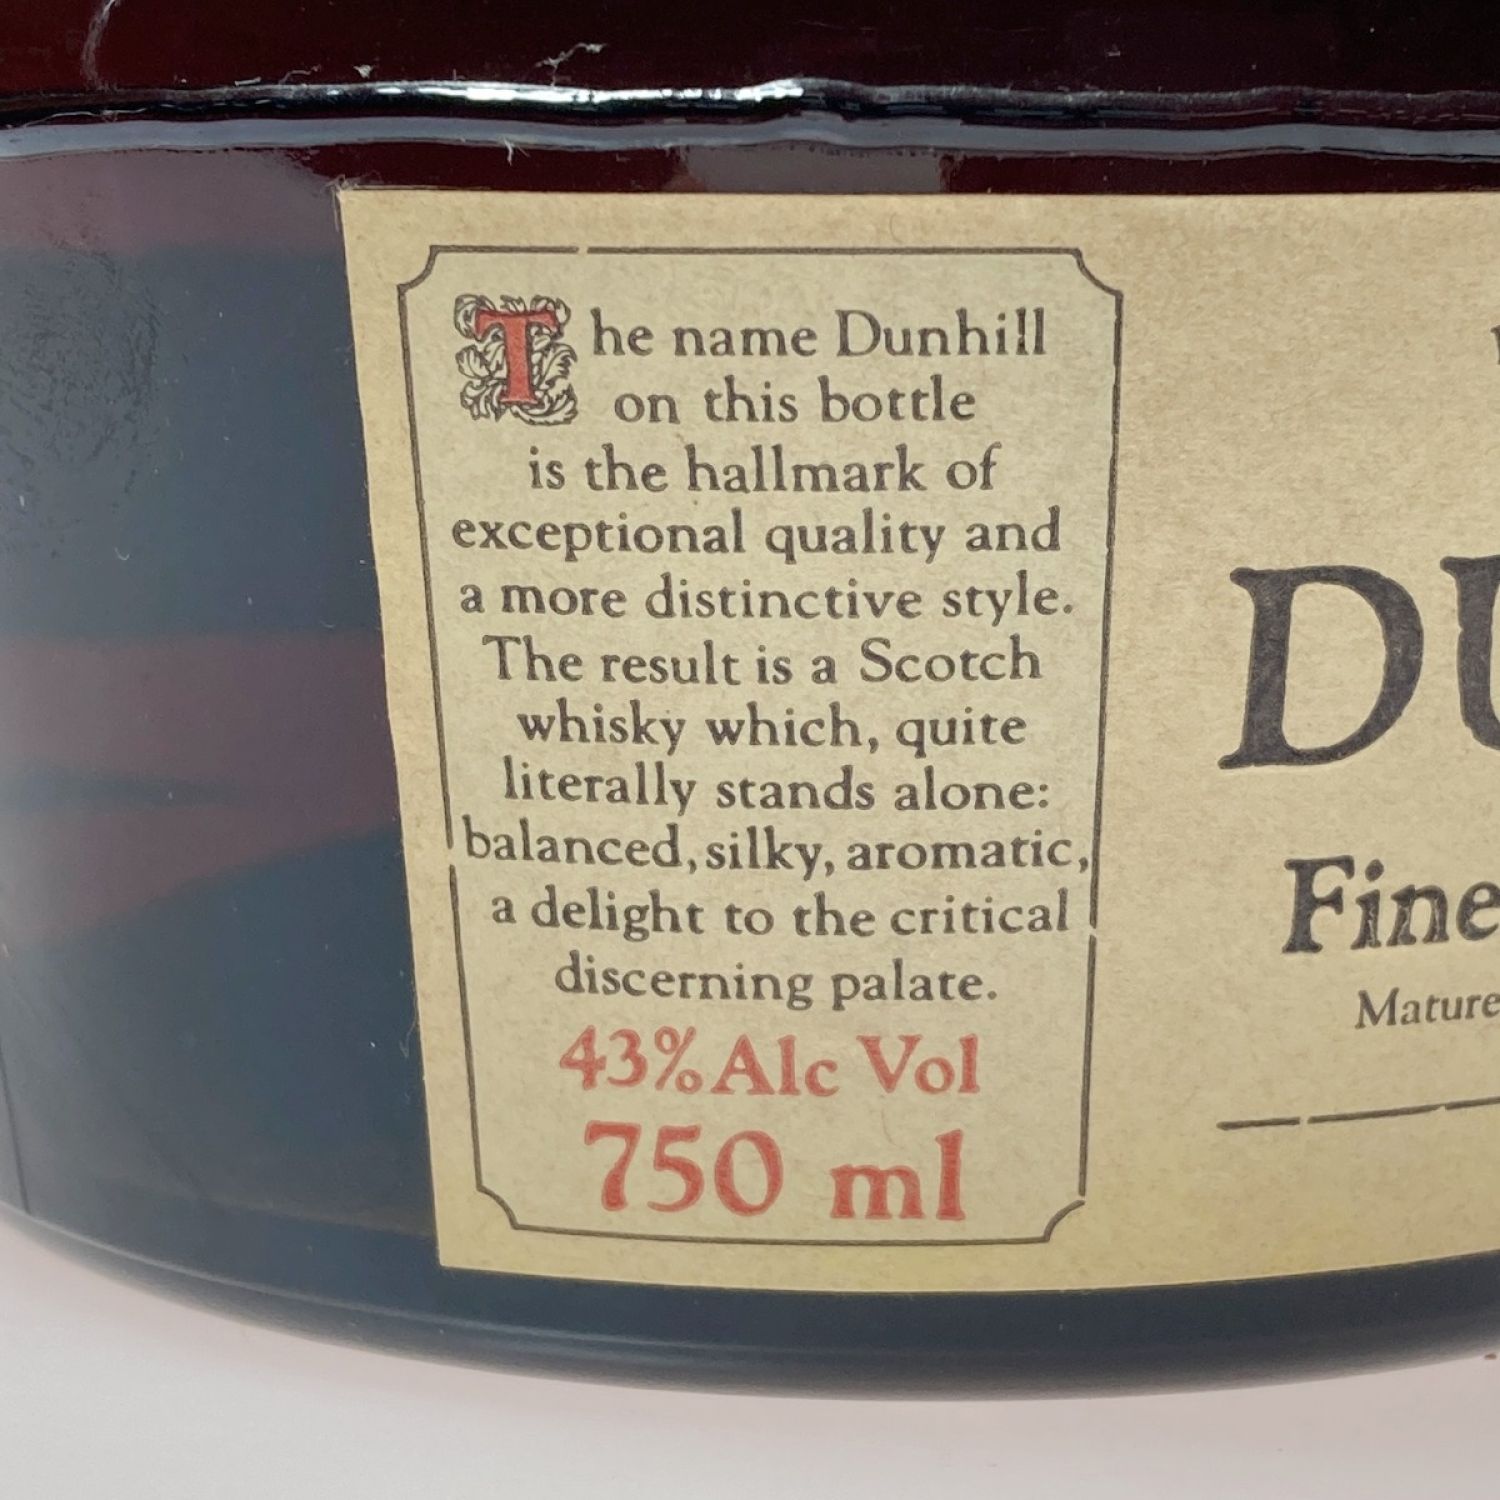 The name Dunhill
on this bottle
is the hallmark of
exceptional quality and
a more distinctive style.
The result is a Scotch
whisky which, quite
literally stands alone:
balanced, silky, aromatic,
a delight to the critical
discerning palate.
43% Alc Vol
750 ml
DU
Fine
Mature